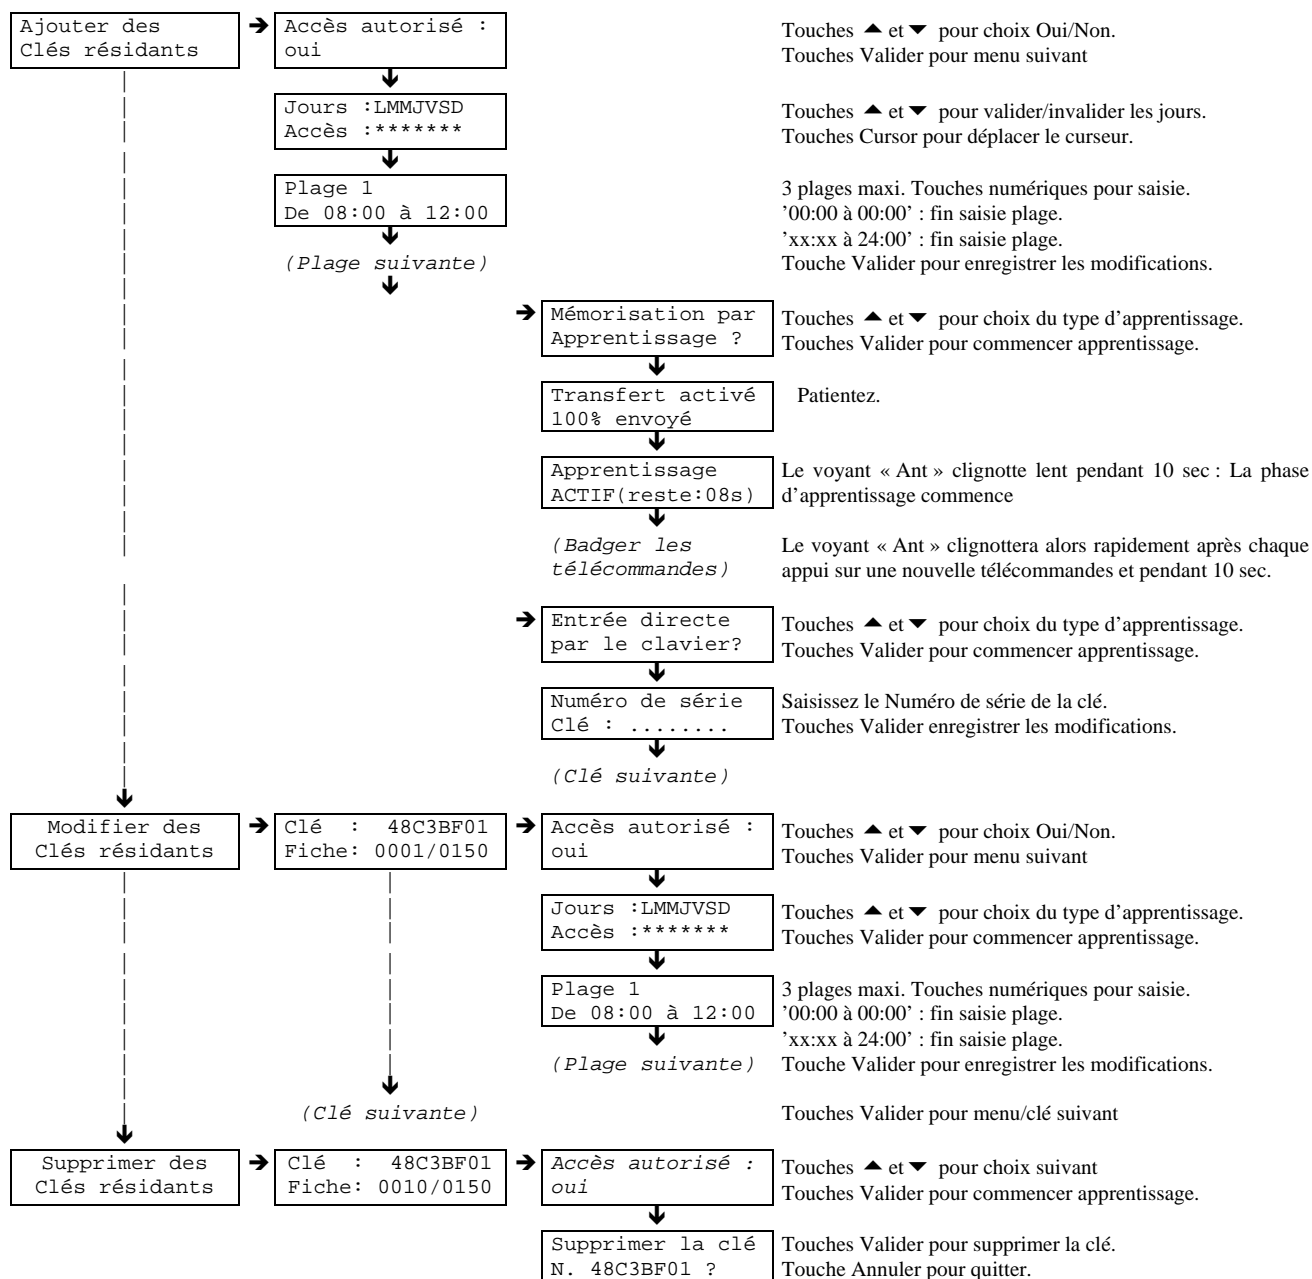 Ajouter des
Clés résidants
Accès autorisé :
oui
Touches ▲ et ▼ pour choix Oui/Non.
Touches Valider pour menu suivant
Jours :LMMJVSD
Accès :*******
Touches ▲ et ▼ pour valider/invalider les jours.
Touches Cursor pour déplacer le curseur.
Plage 1
De 08:00 à 12:00
3 plages maxi. Touches numériques pour saisie.
'00:00 à 00:00' : fin saisie plage.
'xx:xx à 24:00' : fin saisie plage.
Touche Valider pour enregistrer les modifications.
(Plage suivante)
Mémorisation par
Apprentissage ?
Touches ▲ et ▼ pour choix du type d'apprentissage.
Touches Valider pour commencer apprentissage.
Transfert activé
100% envoyé
Patientez.
Apprentissage
ACTIF(reste:08s)
Le voyant « Ant » clignotte lent pendant 10 sec : La phase
d'apprentissage commence
(Badger les
télécommandes)
Le voyant « Ant » clignottera alors rapidement après chaque
appui sur une nouvelle télécommandes et pendant 10 sec.
Entrée directe
par le clavier?
Touches ▲ et ▼ pour choix du type d'apprentissage.
Touches Valider pour commencer apprentissage.
Numéro de série
Clé : ........
Saisissez le Numéro de série de la clé.
Touches Valider enregistrer les modifications.
(Clé suivante)
Modifier des
Clés résidants
Clé : 48C3BF01
Fiche: 0001/0150
Accès autorisé :
oui
Touches ▲ et ▼ pour choix Oui/Non.
Touches Valider pour menu suivant
Jours :LMMJVSD
Accès :*******
Touches ▲ et ▼ pour choix du type d'apprentissage.
Touches Valider pour commencer apprentissage.
Plage 1
De 08:00 à 12:00
3 plages maxi. Touches numériques pour saisie.
'00:00 à 00:00' : fin saisie plage.
'xx:xx à 24:00' : fin saisie plage.
(Plage suivante)
Touche Valider pour enregistrer les modifications.
(Clé suivante)
Touches Valider pour menu/clé suivant
Supprimer des
Clés résidants
Clé : 48C3BF01
Fiche: 0010/0150
Accès autorisé :
oui
Touches ▲ et ▼ pour choix suivant
Touches Valider pour commencer apprentissage.
Supprimer la clé
N. 48C3BF01 ?
Touches Valider pour supprimer la clé.
Touche Annuler pour quitter.